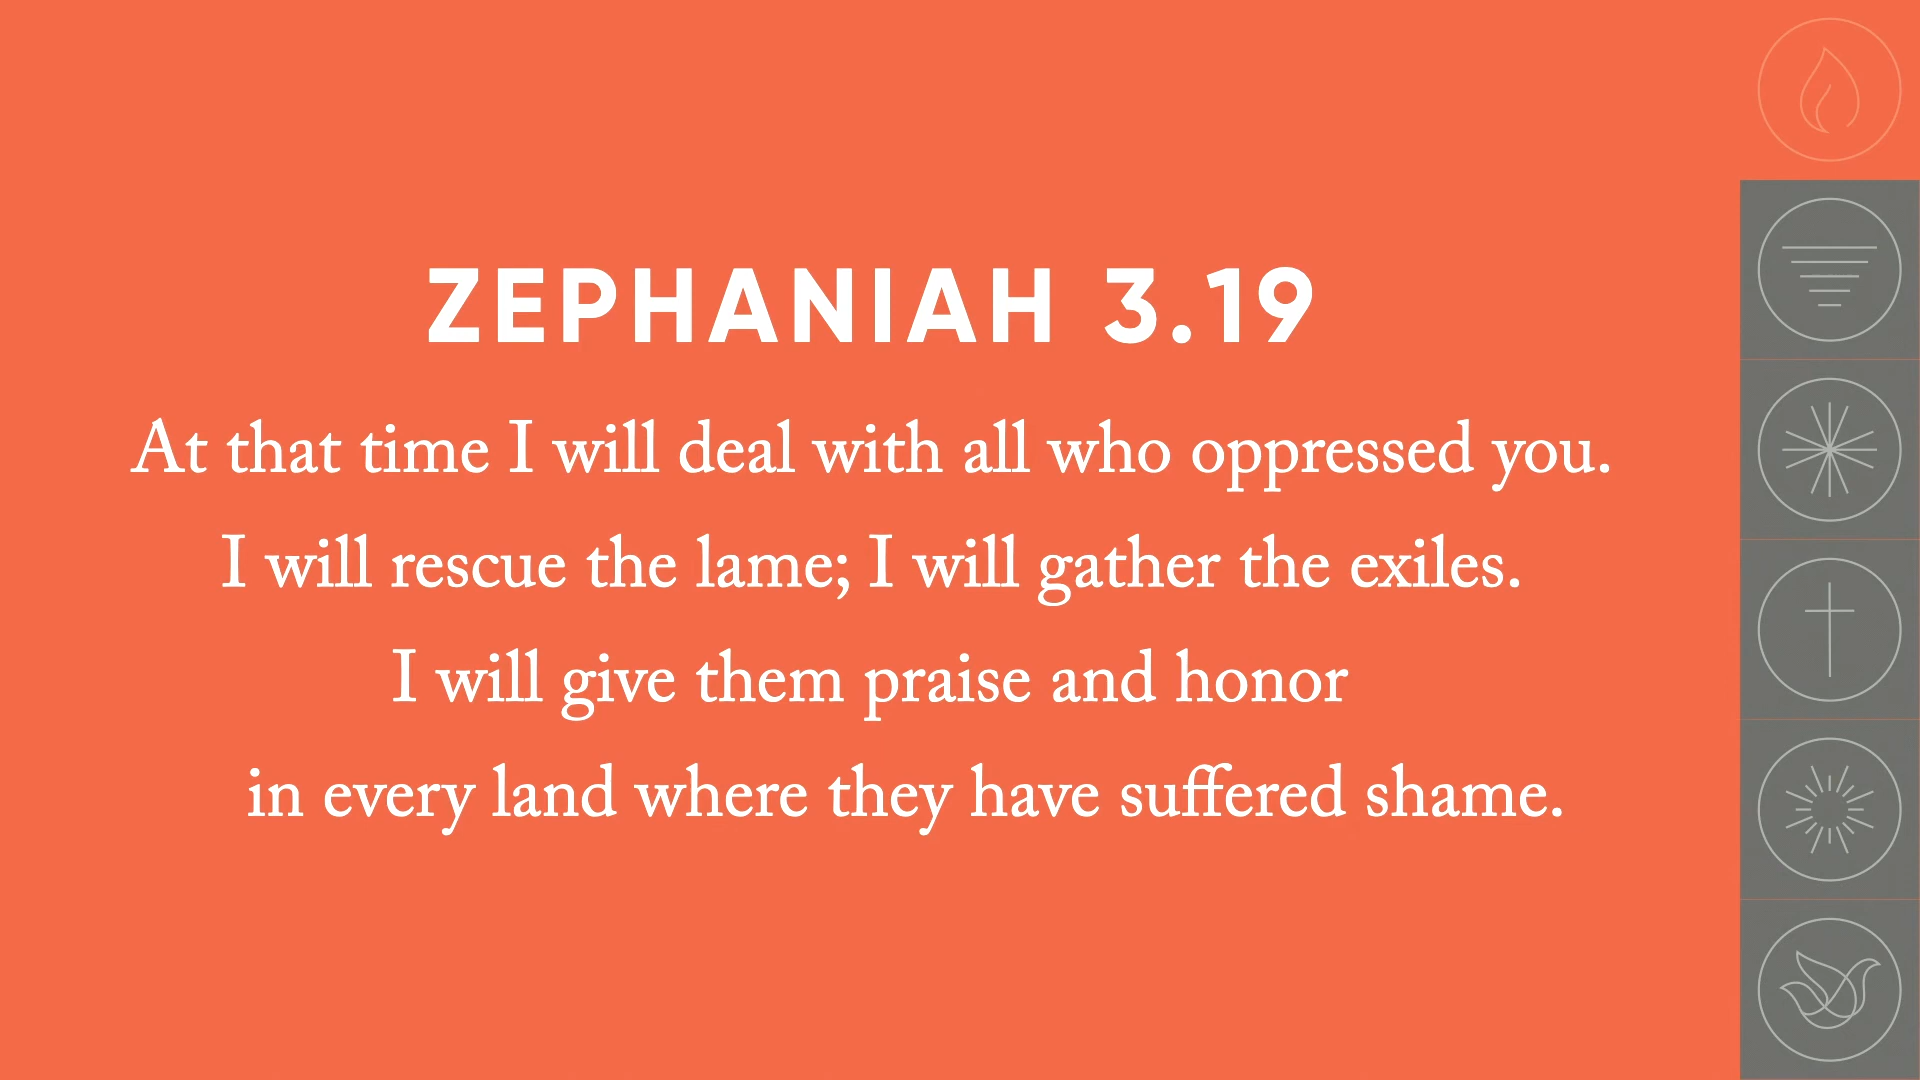 ZEPHANIAH 3.19
At that time I will deal with all who oppressed you.
I will rescue the lame; I will gather the exiles.
I will give them praise and honor
in every land where they have suffered shame.